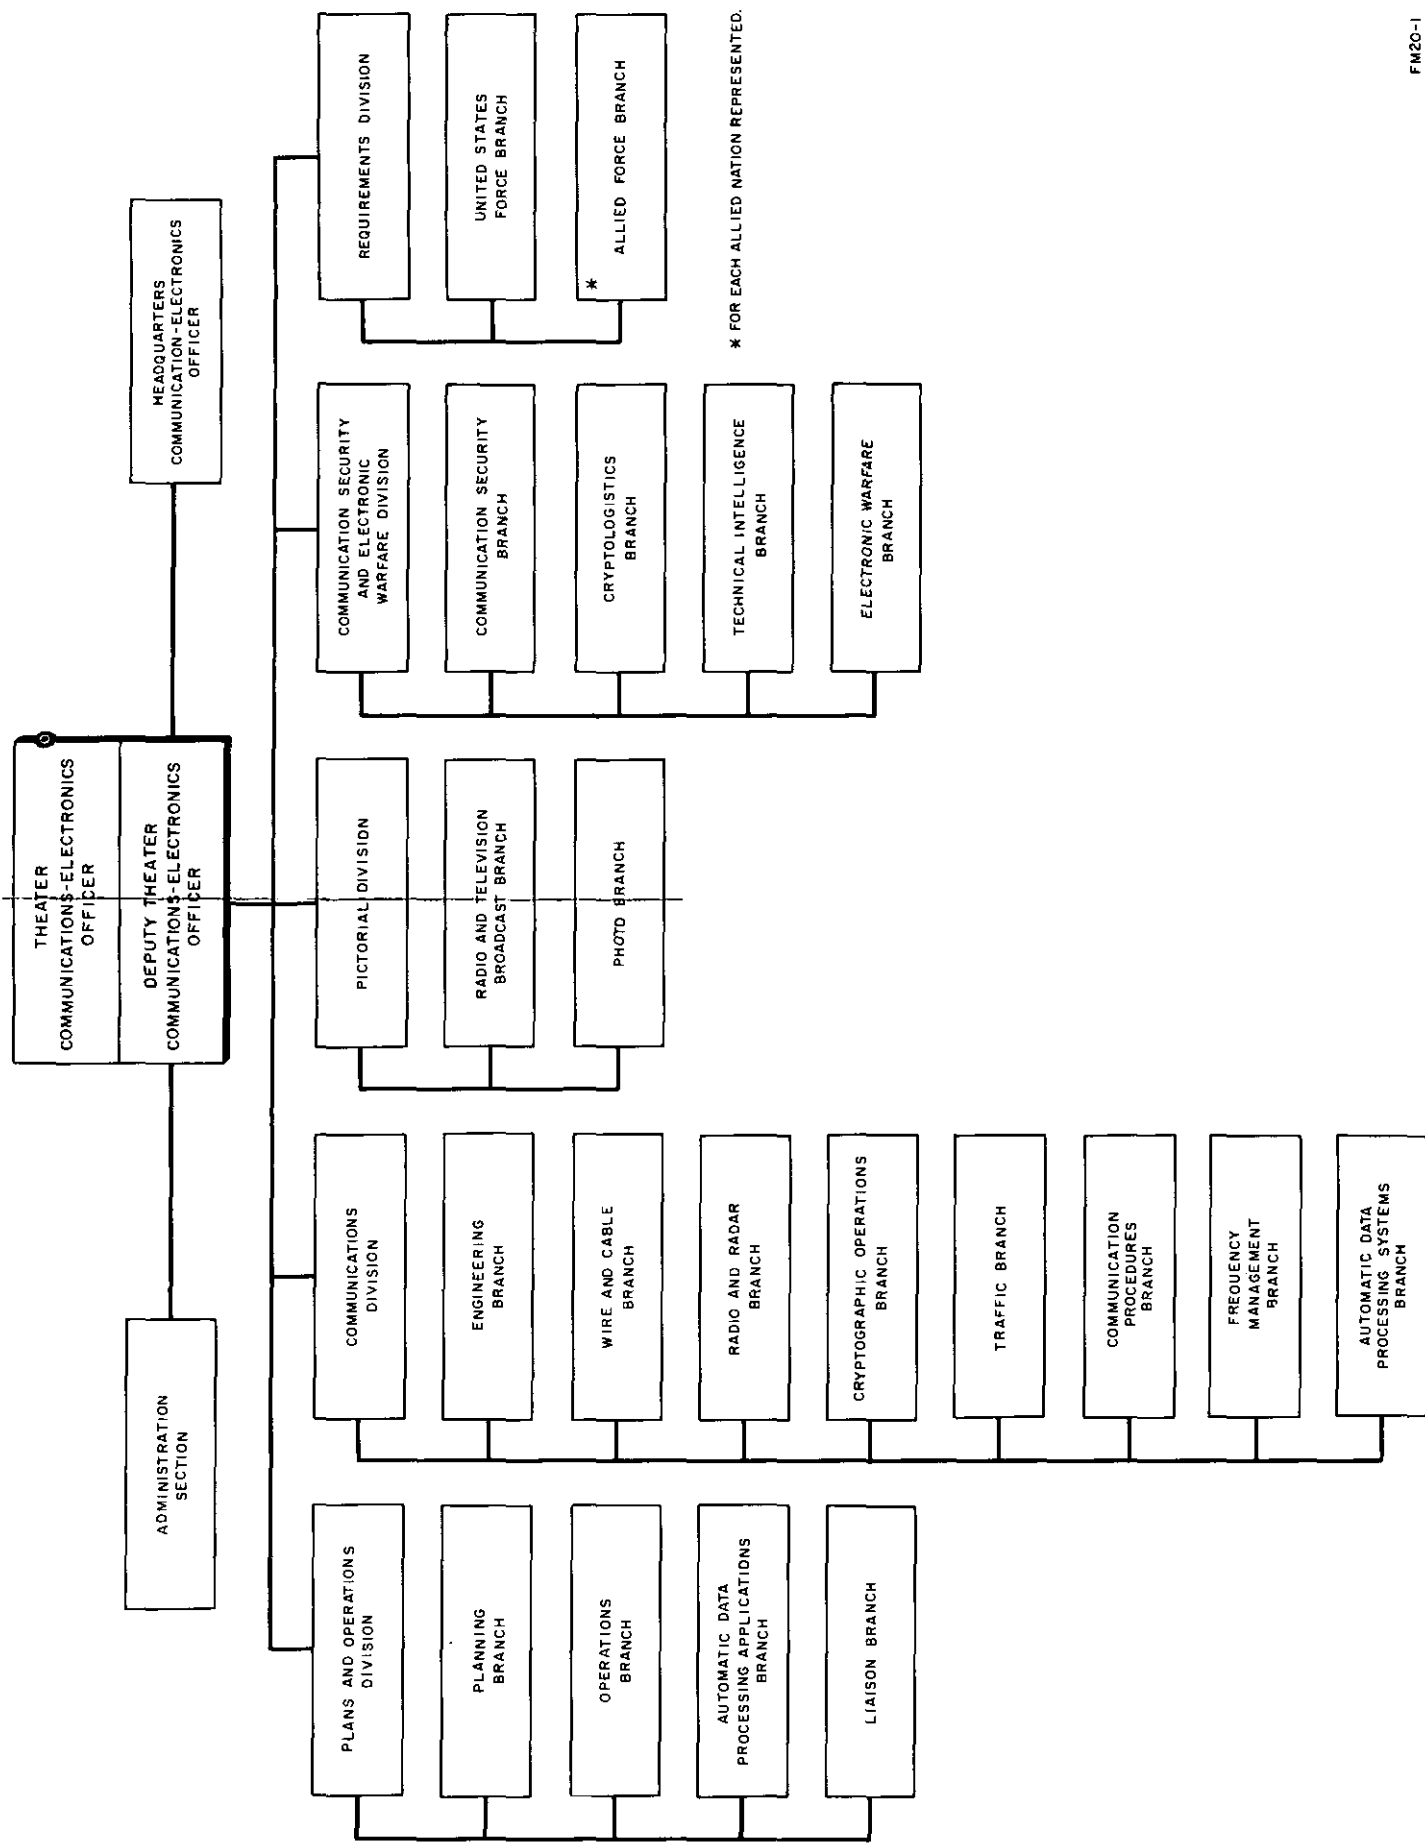 THEATER
COMMUNICATIONS-ELECTRONICS
OFFICER
DEPUTY THEATER
COMMUNICATIONS-ELECTRONICS
OFFICER
ADMINISTRATION
SECTION
HEADQUARTERS
COMMUNICATION-ELECTRONICS
OFFICER
PLANS AND OPERATIONS
DIVISION
PLANNING
BRANCH
OPERATIONS
BRANCH
AUTOMATIC DATA
PROCESSING APPLICATIONS
BRANCH
LIAISON BRANCH
COMMUNICATIONS
DIVISION
ENGINEERING
BRANCH
WIRE AND CABLE
BRANCH
RADIO AND RADAR
BRANCH
CRYPTOGRAPHIC OPERATIONS
BRANCH
TRAFFIC BRANCH
COMMUNICATION
PROCEDURES
BRANCH
FREQUENCY
MANAGEMENT
BRANCH
AUTOMATIC DATA
PROCESSING SYSTEMS
BRANCH
PICTORIAL DIVISION
RADIO AND TELEVISION
BROADCAST BRANCH
PHOTO BRANCH
COMMUNICATION SECURITY
AND ELECTRONIC
WARFARE DIVISION
COMMUNICATION SECURITY
BRANCH
CRYPTOLOGISTICS
BRANCH
TECHNICAL INTELLIGENCE
BRANCH
ELECTRONIC WARFARE
BRANCH
REQUIREMENTS DIVISION
UNITED STATES
FORCE BRANCH
*
ALLIED FORCE BRANCH
* FOR EACH ALLIED NATION REPRESENTED.
FM20-1